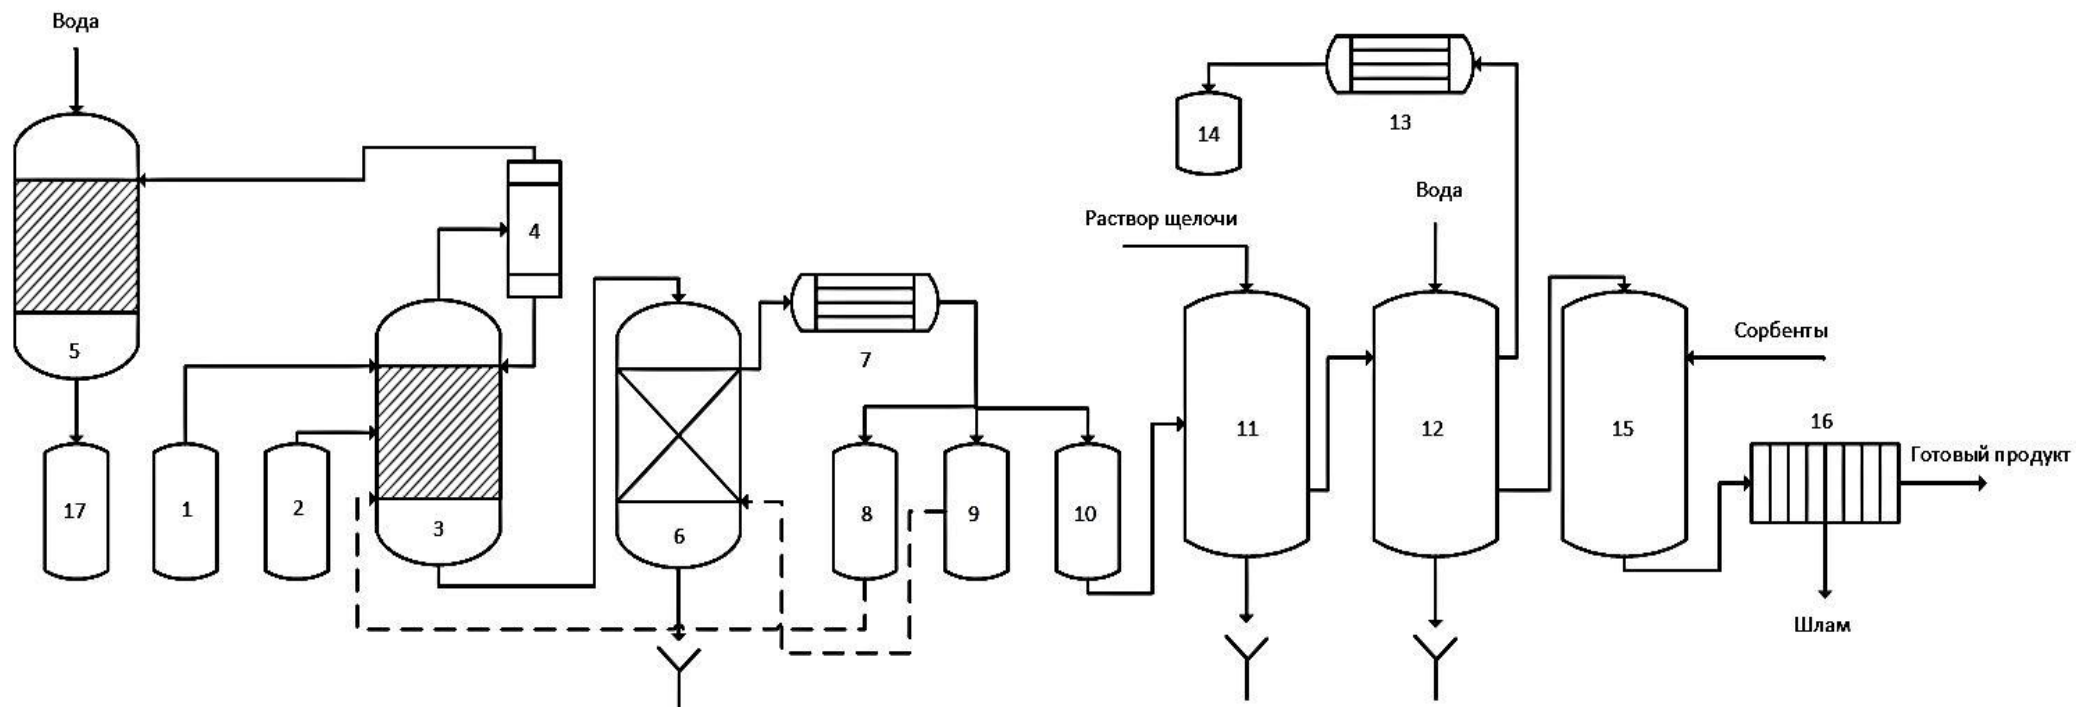 Вода
14
13
Вода
Раствор щелочи
4
Сорбенты
5
7
16
11
12
15
Готовый продукт
17
1
2
3
6
8
9
10
Шлам